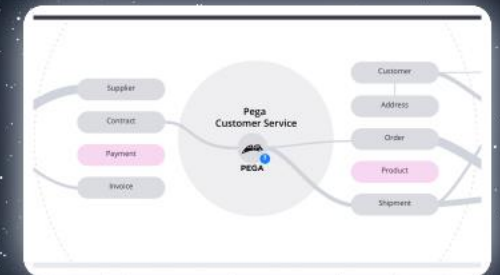 Supplier
Contract
Payment
Invoice
Pega
Customer Service
PEGA
Customer
Address
Order
Product
Shipment